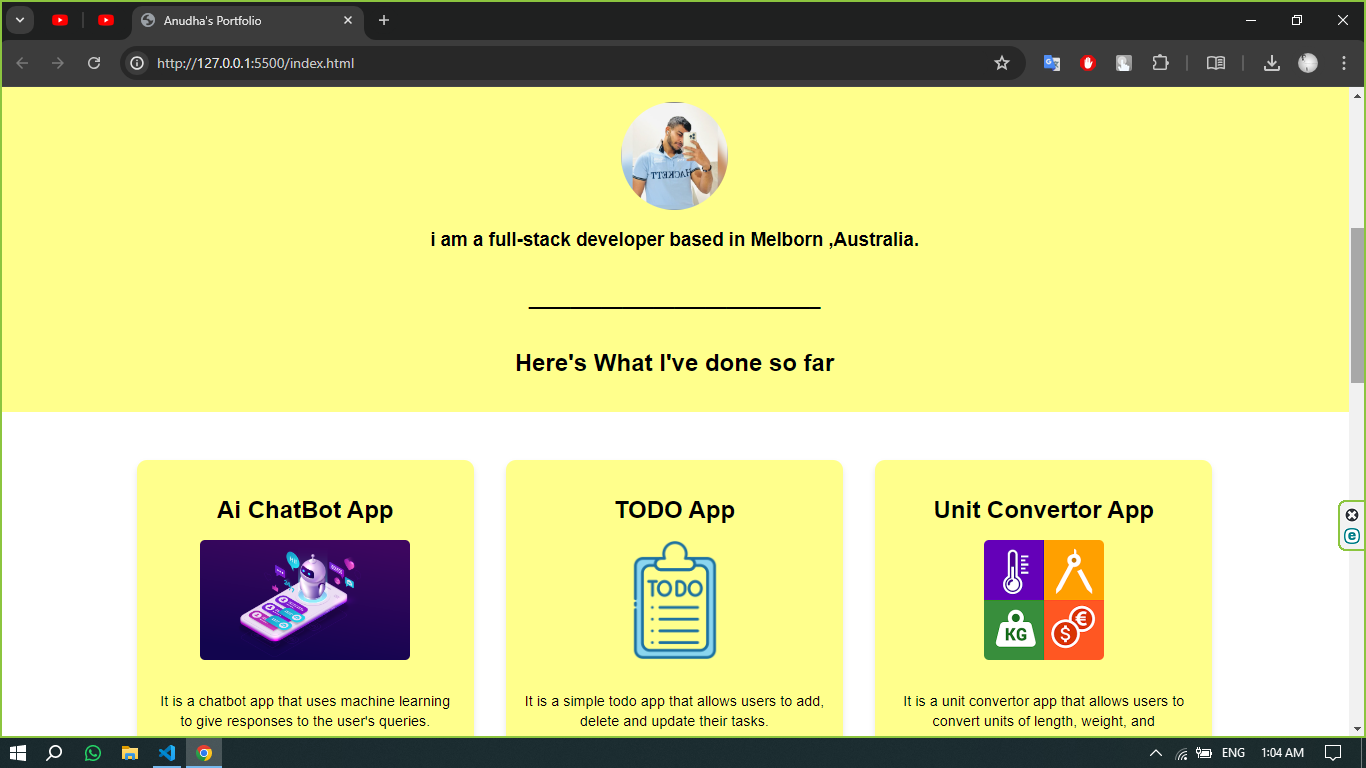 Anudha's Portfolio
http://127.0.0.1:5500/index.html
HACKETT
i am a full-stack developer based in Melborn ,Australia.
Here's What I've done so far
Ai ChatBot App
TODO App
Unit Convertor App
TODO
KG
$
€
It is a chatbot app that uses machine learning
to give responses to the user's queries.
It is a simple todo app that allows users to add,
delete and update their tasks.
It is a unit convertor app that allows users to
convert units of length, weight, and
e
ENG
1:04 AM